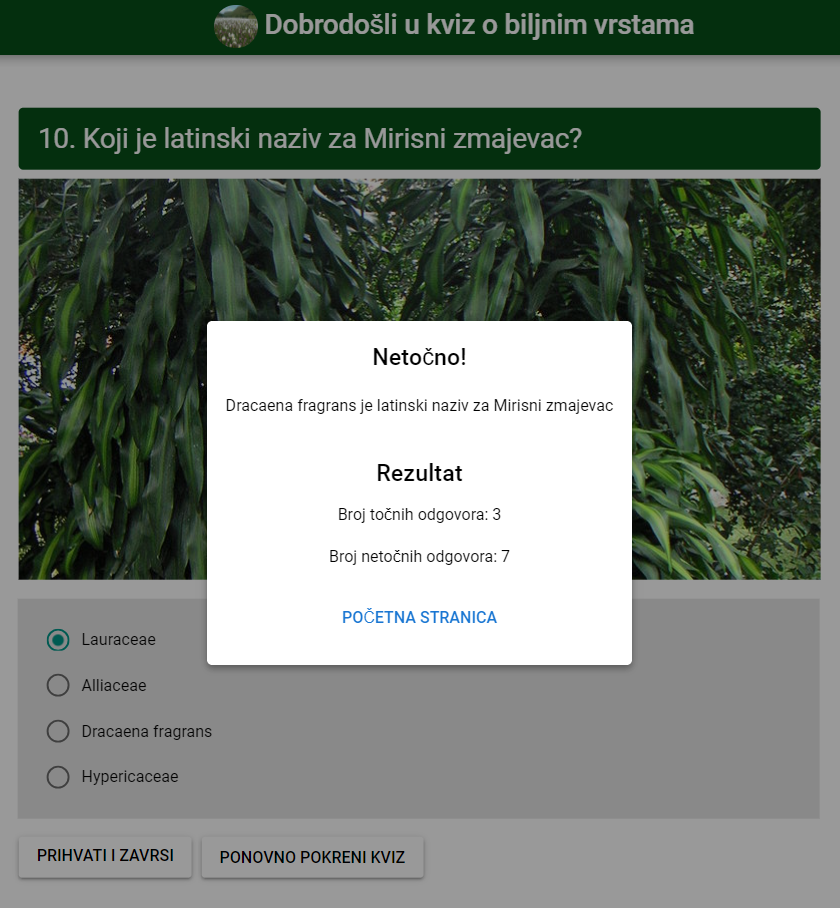 Dobrodošli u kviz o biljnim vrstama
10. Koji je latinski naziv za Mirisni zmajevac?
Netočno!
Dracaena fragrans je latinski naziv za Mirisni zmajevac
Rezultat
Broj točnih odgovora: 3
Broj netočnih odgovora: 7
POČETNA STRANICA
Lauraceae
Alliaceae
Dracaena fragrans
Hypericaceae
PRIHVATI I ZAVRSI
PONOVNO POKRENI KVIZ